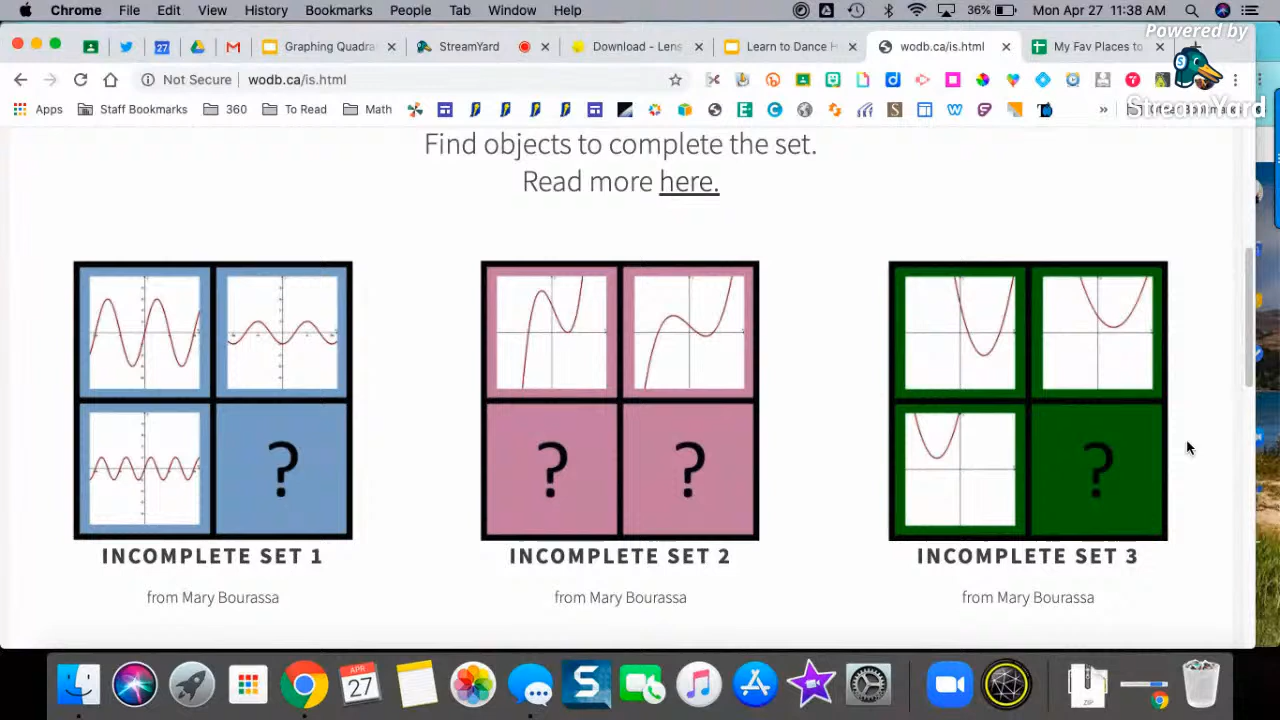 Chrome File Edit View History Bookmarks People Tab Window Help 36% Mon Apr 27 11:38 AM
Powered by
StreamYard
Graphing Quadra × StreamYard × Download - Lens × Learn to Dance H × wodb.ca/is.html × My Fav Places to ×
Not Secure wodb.ca/is.html
Apps Staff Bookmarks 360 To Read Math »
Find objects to complete the set.
Read more here.
? ? ? ?
INCOMPLETE SET 1 INCOMPLETE SET 2 INCOMPLETE SET 3
from Mary Bourassa from Mary Bourassa from Mary Bourassa
APR
27
ZIP